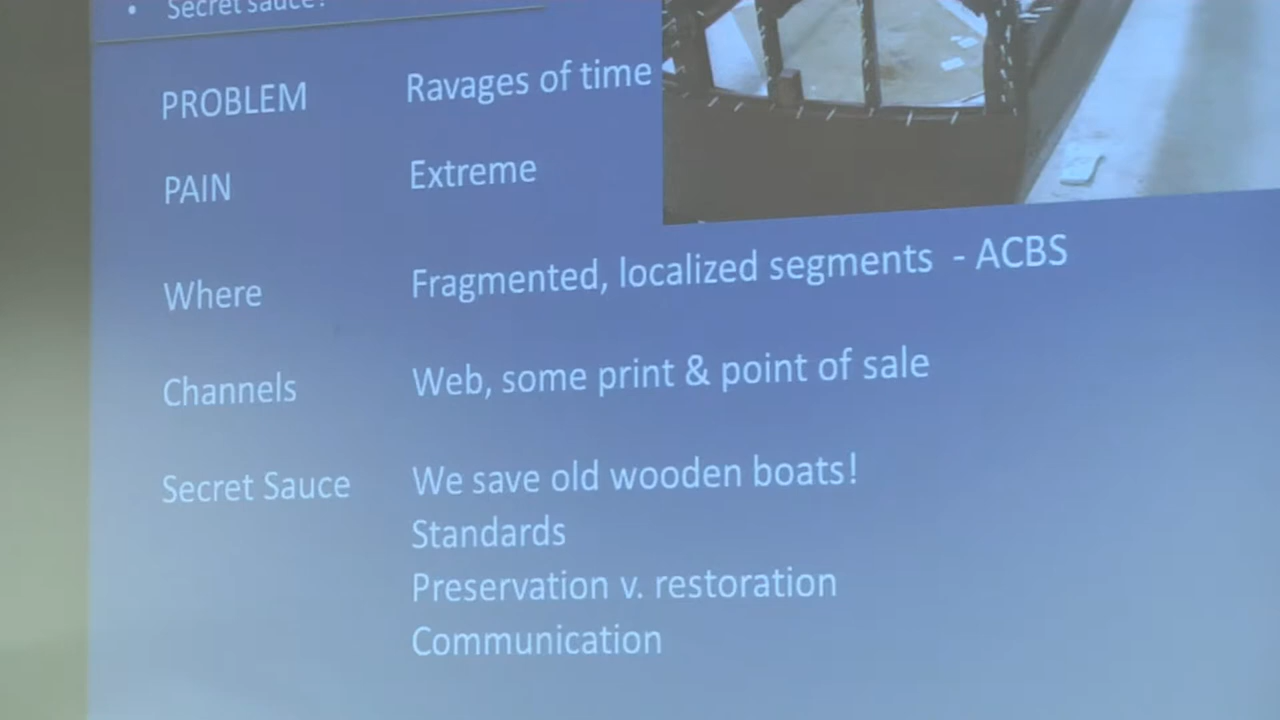 • Secret sauce?
PROBLEM Ravages of time
PAIN Extreme
Where Fragmented, localized segments - ACBS
Channels Web, some print & point of sale
Secret Sauce We save old wooden boats!
Standards
Preservation v. restoration
Communication